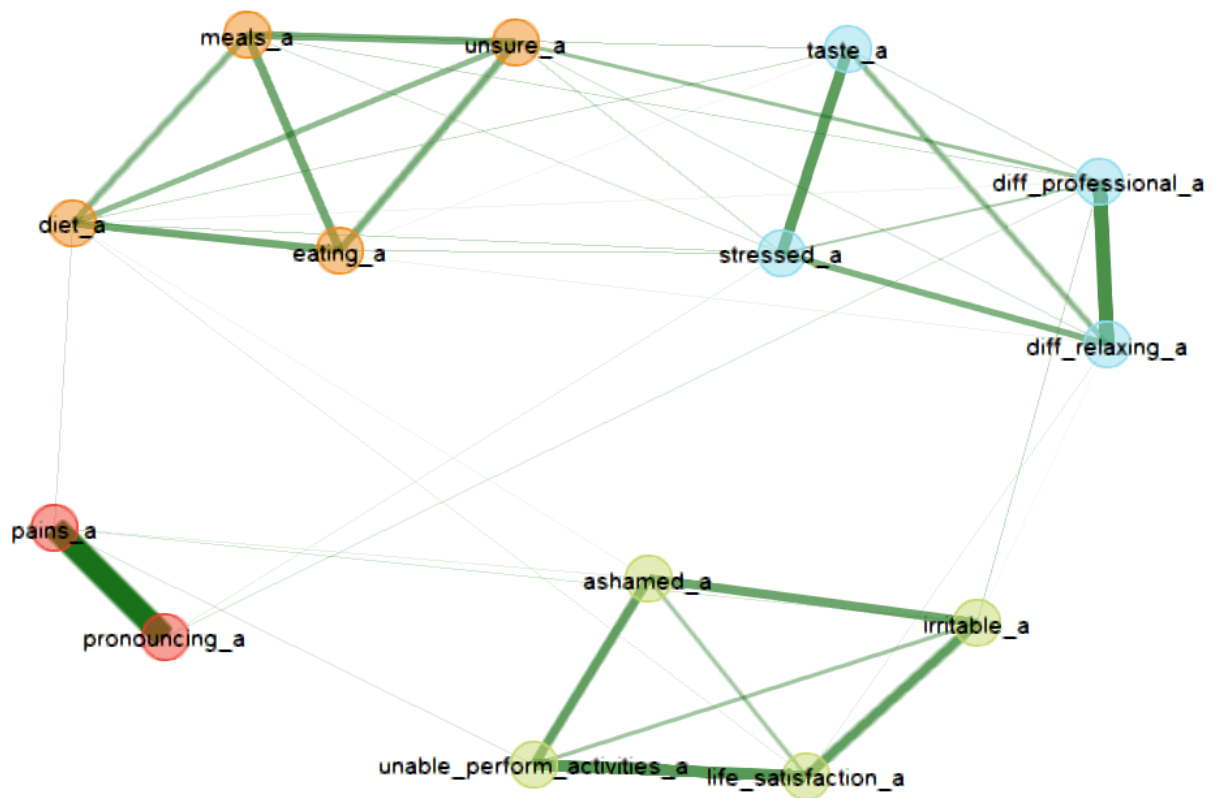 meals_a
unsure_a
taste_a
diff_professional_a
diet_a
eating_a
stressed_a
diff_relaxing_a
pains_a
ashamed_a
irritable_a
pronouncing_a
unable_perform_activities_a
life_satisfaction_a